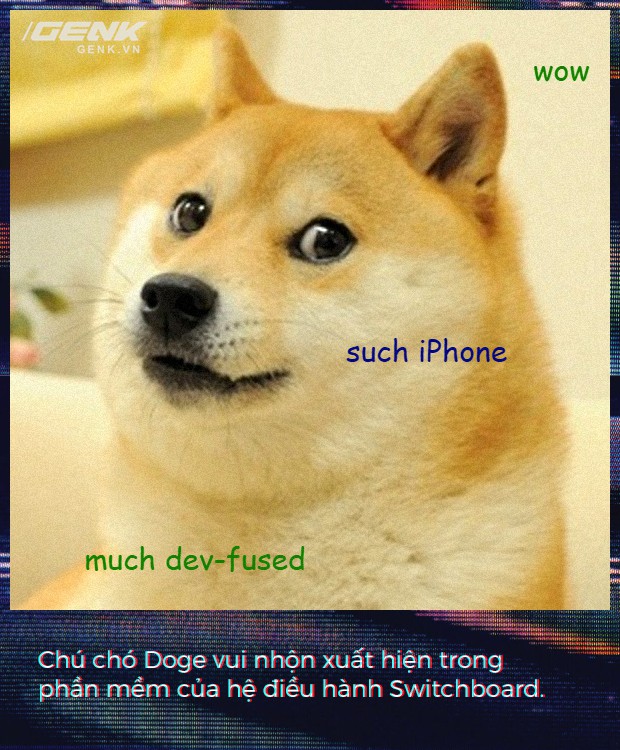 /GENK
GENK.VN
wow
such iPhone
much dev-fused
Chú chó Doge vui nhộn xuất hiện trong
phần mềm của hệ điều hành Switchboard.